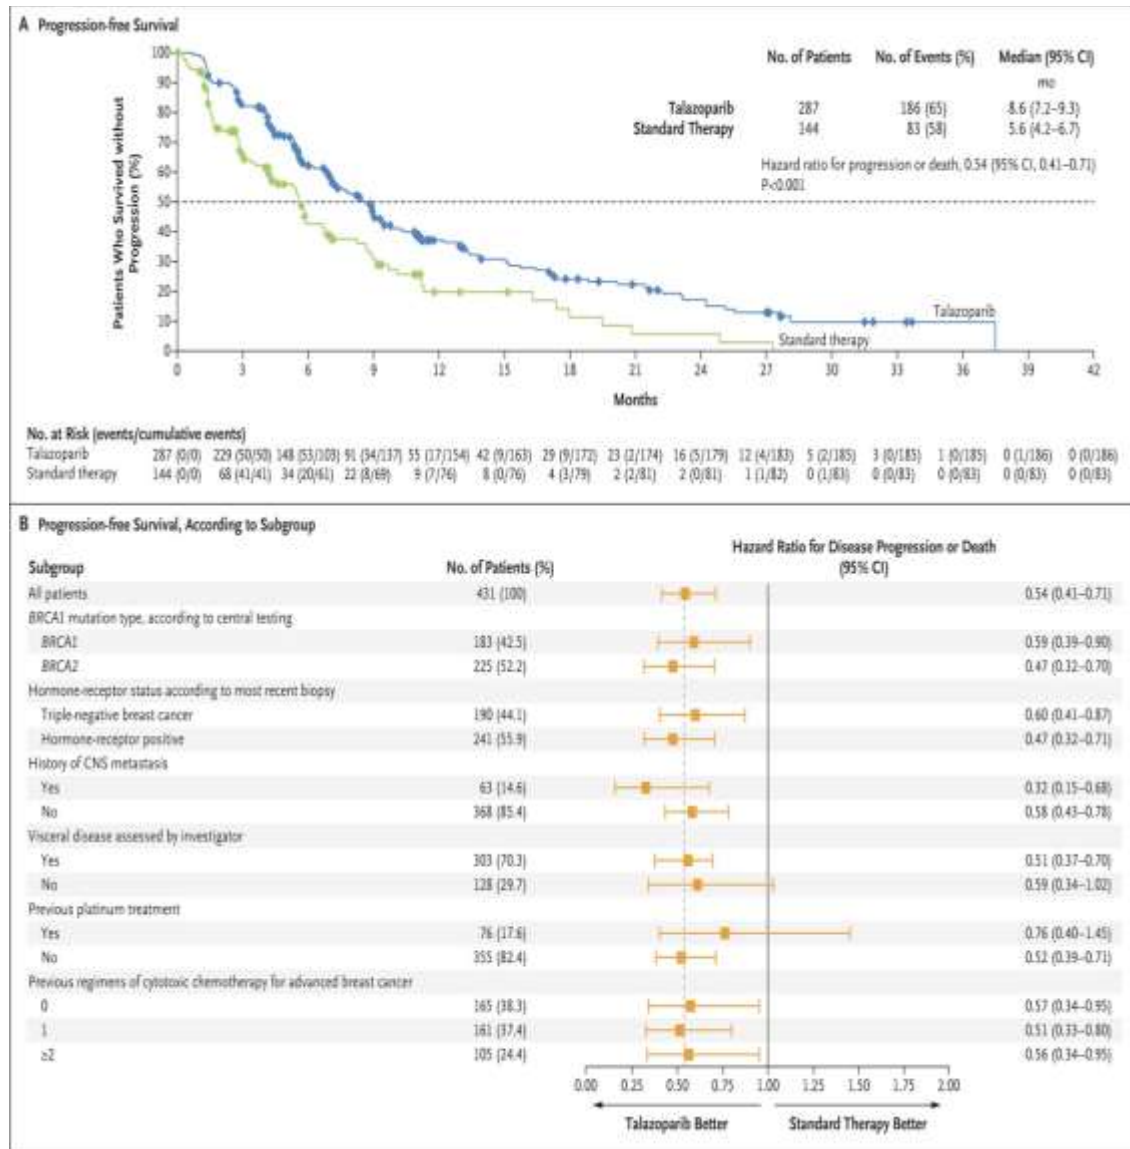 A Progression-free Survival
No. of Patients No. of Events (%) Median (95% CI)
mo
Talazoparib 287 186 (65) 8.6 (7.2–9.3)
Standard Therapy 144 83 (58) 5.6 (4.2–6.7)
Hazard ratio for progression or death, 0.54 (95% CI, 0.41–0.71)
P<0.001
Patients Who Survived without
Progression (%)
100
90
80
70
60
50
40
30
20
10
0
Talazoparib
Standard therapy
0 3 6 9 12 15 18 21 24 27 30 33 36 39 42
Months
No. at Risk (events/cumulative events)
Talazoparib 287 (0/0) 229 (50/50) 148 (53/103) 91 (34/137) 55 (17/154) 42 (9/163) 29 (9/172) 23 (2/174) 16 (5/179) 12 (4/183) 5 (2/185) 3 (0/185) 1 (0/185) 0 (1/186) 0 (0/186)
Standard therapy 144 (0/0) 68 (41/41) 34 (20/61) 22 (8/69) 9 (7/76) 8 (0/76) 4 (3/79) 2 (2/81) 2 (0/81) 1 (1/82) 0 (1/83) 0 (0/83) 0 (0/83) 0 (0/83) 0 (0/83)
B Progression-free Survival, According to Subgroup
Subgroup No. of Patients (%) Hazard Ratio for Disease Progression or Death
(95% CI)
All patients 431 (100) 0.54 (0.41–0.71)
BRCA1 mutation type, according to central testing
BRCA1 183 (42.5) 0.59 (0.39–0.90)
BRCA2 225 (52.2) 0.47 (0.32–0.70)
Hormone-receptor status according to most recent biopsy
Triple-negative breast cancer 190 (44.1) 0.60 (0.41–0.87)
Hormone-receptor positive 241 (55.9) 0.47 (0.32–0.71)
History of CNS metastasis
Yes 63 (14.6) 0.32 (0.15–0.68)
No 368 (85.4) 0.58 (0.43–0.78)
Visceral disease assessed by investigator
Yes 303 (70.3) 0.51 (0.37–0.70)
No 128 (29.7) 0.59 (0.34–1.02)
Previous platinum treatment
Yes 76 (17.6) 0.76 (0.40–1.45)
No 355 (82.4) 0.52 (0.39–0.71)
Previous regimens of cytotoxic chemotherapy for advanced breast cancer
0 165 (38.3) 0.57 (0.34–0.95)
1 161 (37.4) 0.51 (0.33–0.80)
≥2 105 (24.4) 0.56 (0.34–0.95)
0.00 0.25 0.50 0.75 1.00 1.25 1.50 1.75 2.00
Talazoparib Better Standard Therapy Better